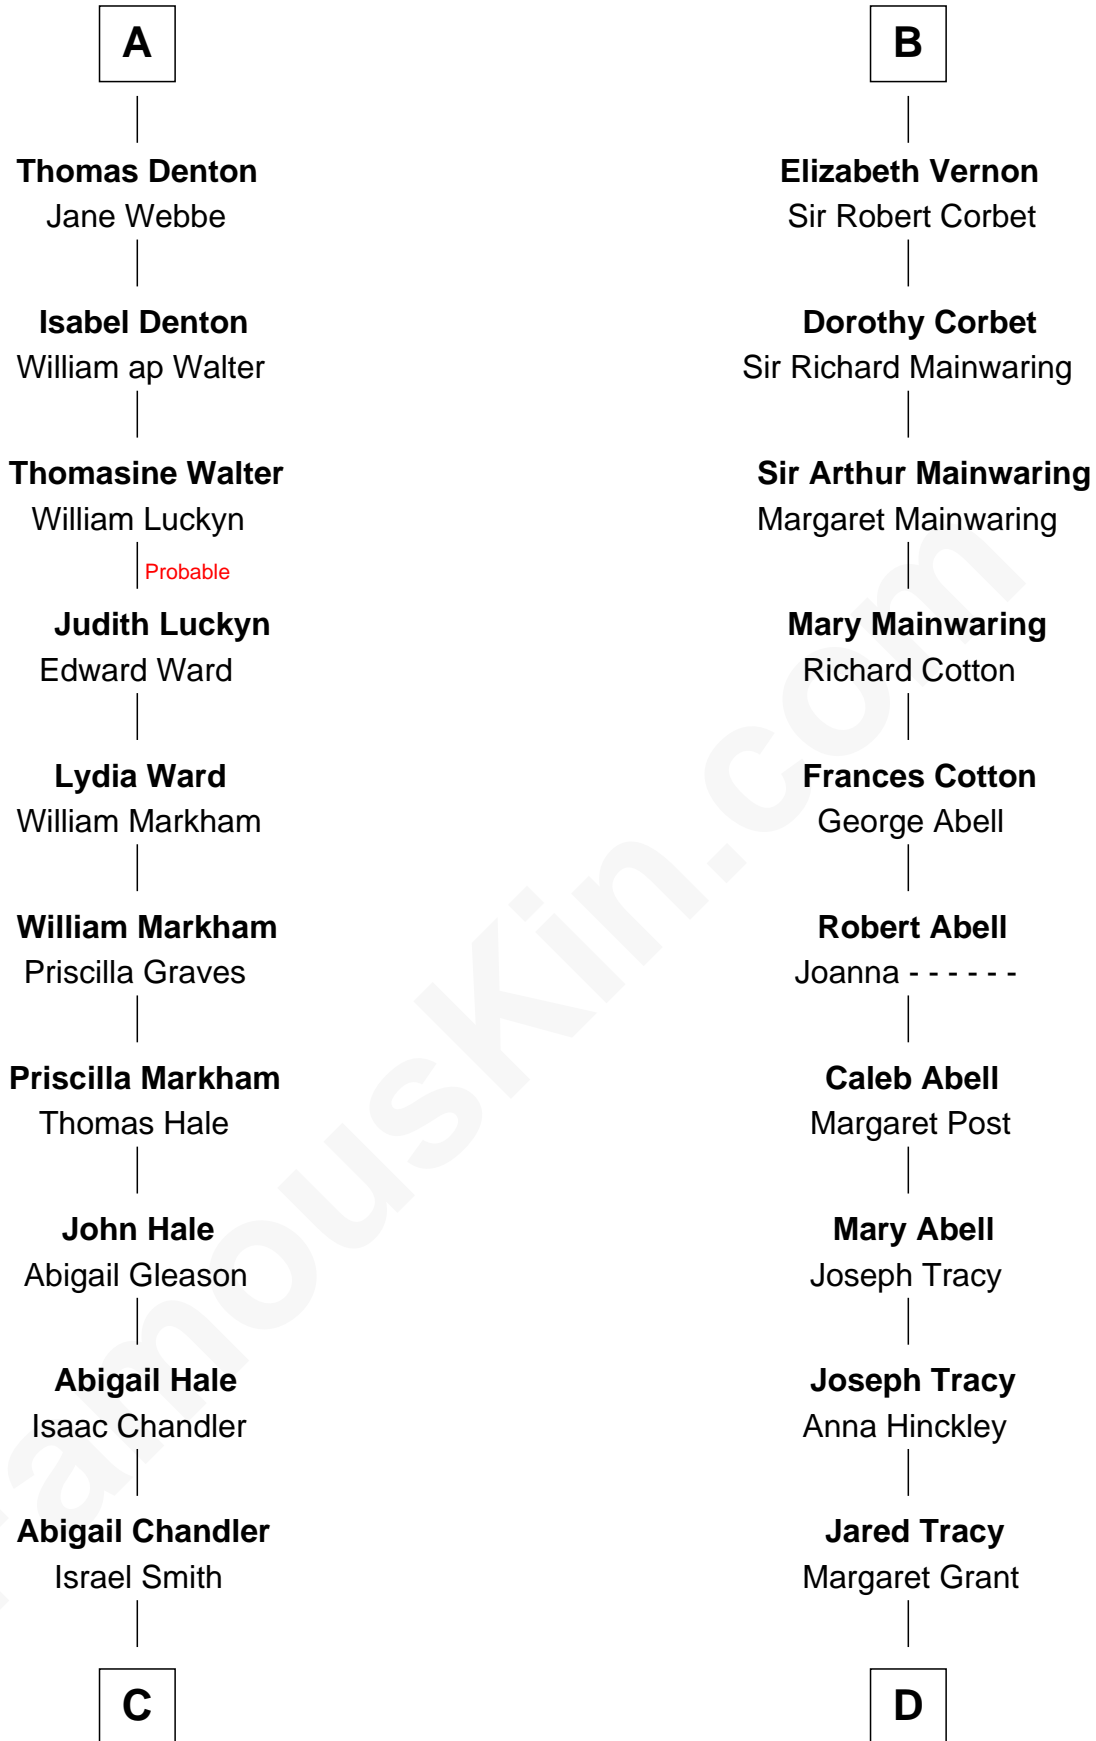 A
Thomas Denton
Jane Webbe
Isabel Denton
William ap Walter
Thomasine Walter
William Luckyn
Probable
Judith Luckyn
Edward Ward
Lydia Ward
William Markham
William Markham
Priscilla Graves
Priscilla Markham
Thomas Hale
John Hale
Abigail Gleason
Abigail Hale
Isaac Chandler
Abigail Chandler
Israel Smith
C
B
Elizabeth Vernon
Sir Robert Corbet
Dorothy Corbet
Sir Richard Mainwaring
Sir Arthur Mainwaring
Margaret Mainwaring
Mary Mainwaring
Richard Cotton
Frances Cotton
George Abell
Robert Abell
Joanna - - - - - -
Caleb Abell
Margaret Post
Mary Abell
Joseph Tracy
Joseph Tracy
Anna Hinckley
Jared Tracy
Margaret Grant
D
FamousKin.com